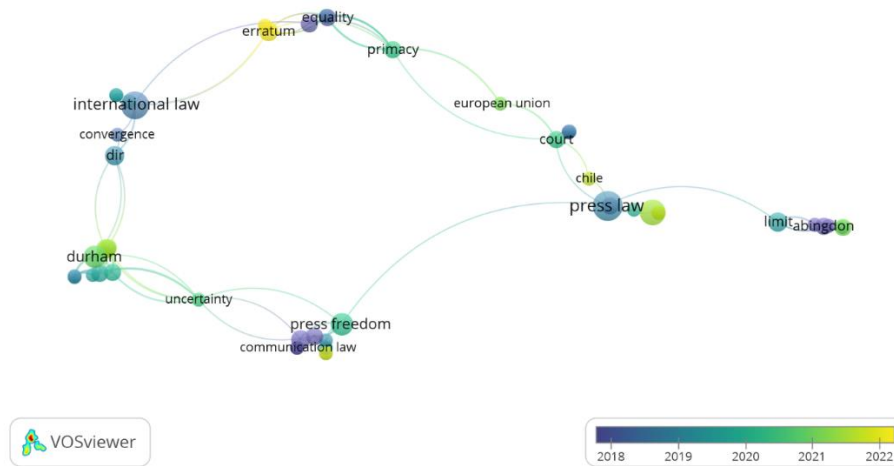 equality
erratum
primacy
international law
european union
convergence
court
dir
chile
press law
limit
abingdon
durham
uncertainty
press freedom
communication law
VOSviewer
2018 2019 2020 2021 2022